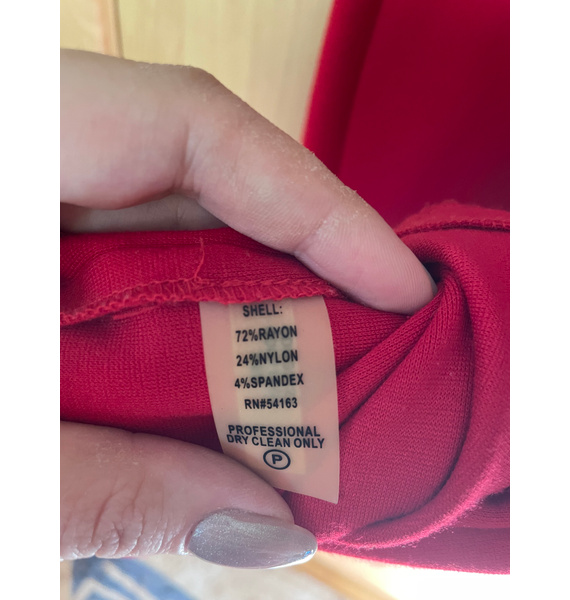 SHELL:
72%RAYON
24%NYLON
4%SPANDEX
RN#54163
PROFESSIONAL
DRY CLEAN ONLY
P